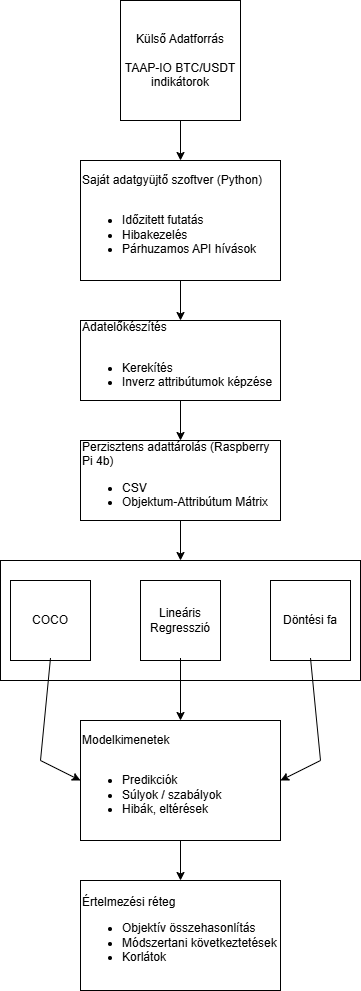 Külső Adatforrás
TAAP-IO BTC/USDT
indikátorok
Saját adatgyüjtő szoftver (Python)
Időzitett futatás
Hibakezelés
Párhuzamos API hívások
Adatelőkészítés
Kerekítés
Inverz attribútumok képzése
Perzisztens adattárolás (Raspberry
Pi 4b)
CSV
Objektum-Attribútum Mátrix
COCO
Lineáris
Regresszió
Döntési fa
Modelkimenetek
Predikciók
Súlyok / szabályok
Hibák, eltérések
Értelmezési réteg
Objektív összehasonlítás
Módszertani következtetések
Korlátok